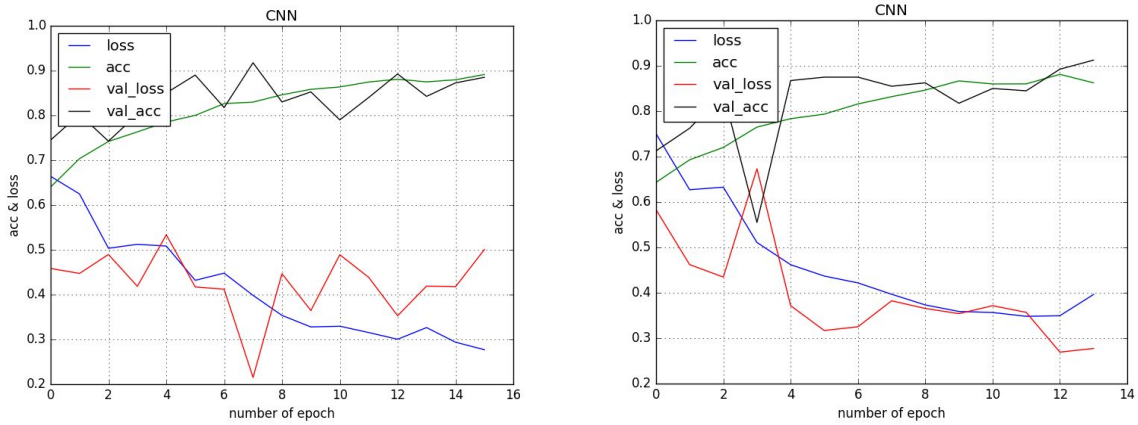 CNN
1.0
0.9
0.8
0.7
0.6
0.5
0.4
0.3
0.2
acc & loss
loss
acc
val_loss
val_acc
0 2 4 6 8 10 12 14 16
number of epoch
CNN
1.0
0.9
0.8
0.7
0.6
0.5
0.4
0.3
0.2
acc & loss
loss
acc
val_loss
val_acc
0 2 4 6 8 10 12 14
number of epoch